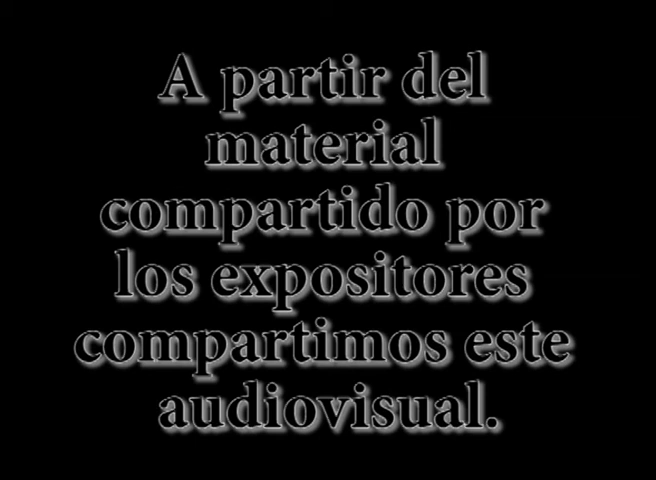 A partir del
material
compartido por
los expositores
compartimos este
audiovisual.